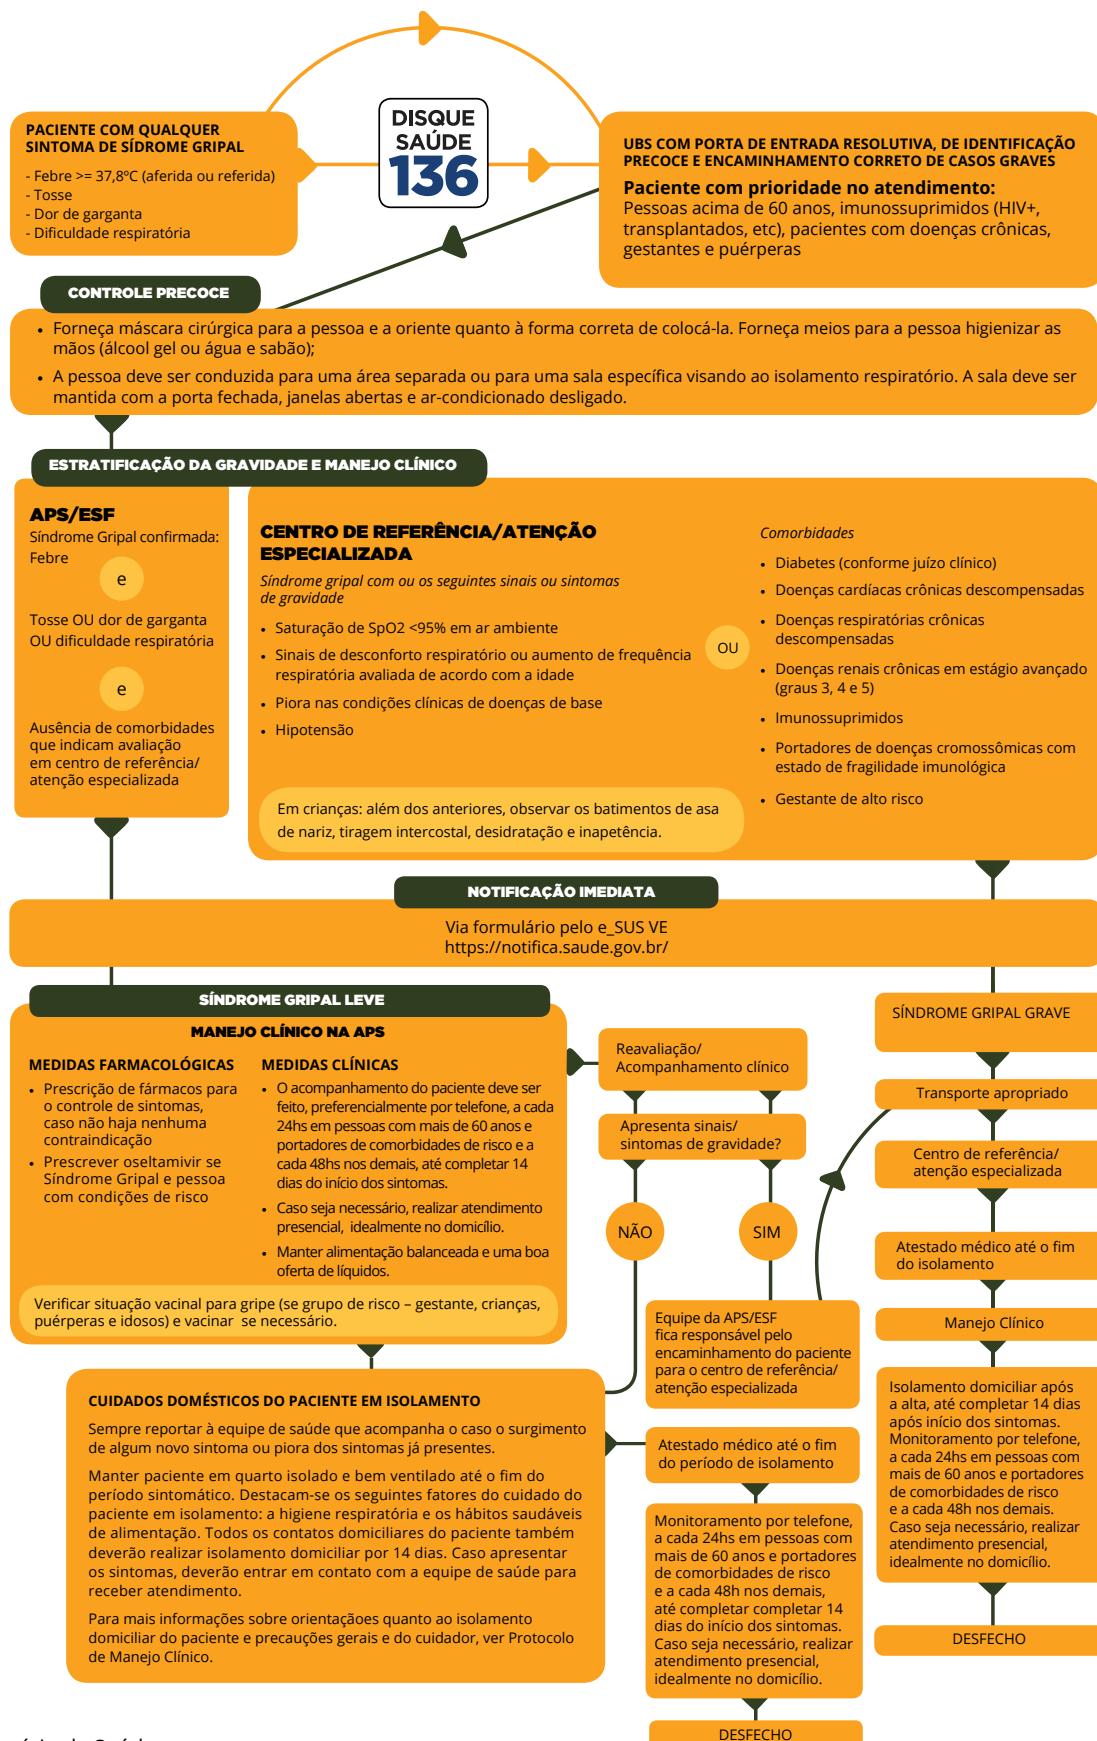 DISQUE
SAÚDE
136
PACIENTE COM QUALQUER
SINTOMA DE SÍDROME GRIPAL
- Febre >= 37,8ºC (aferida ou referida)
- Tosse
- Dor de garganta
- Dificuldade respiratória
UBS COM PORTA DE ENTRADA RESOLUTIVA, DE IDENTIFICAÇÃO
PRECOCE E ENCAMINHAMENTO CORRETO DE CASOS GRAVES
Paciente com prioridade no atendimento:
Pessoas acima de 60 anos, imunossuprimidos (HIV+,
transplantados, etc), pacientes com doenças crônicas,
gestantes e puérperas
CONTROLE PRECOCE
• Forneça máscara cirúrgica para a pessoa e a oriente quanto à forma correta de colocá-la. Forneça meios para a pessoa higienizar as
mãos (álcool gel ou água e sabão);
• A pessoa deve ser conduzida para uma área separada ou para uma sala específica visando ao isolamento respiratório. A sala deve ser
mantida com a porta fechada, janelas abertas e ar-condicionado desligado.
ESTRATIFICAÇÃO DA GRAVIDADE E MANEJO CLÍNICO
APS/ESF
Síndrome Gripal confirmada:
Febre
e
Tosse OU dor de garganta
OU dificuldade respiratória
e
Ausência de comorbidades
que indicam avaliação
em centro de referência/
atenção especializada
CENTRO DE REFERÊNCIA/ATENÇÃO
ESPECIALIZADA
Síndrome gripal com ou os seguintes sinais ou sintomas
de gravidade
• Saturação de SpO2 <95% em ar ambiente
• Sinais de desconforto respiratório ou aumento de frequência
respiratória avaliada de acordo com a idade
• Piora nas condições clínicas de doenças de base
• Hipotensão
Em crianças: além dos anteriores, observar os batimentos de asa
de nariz, tiragem intercostal, desidratação e inapetência.
OU
Comorbidades
• Diabetes (conforme juízo clínico)
• Doenças cardíacas crônicas descompensadas
• Doenças respiratórias crônicas
descompensadas
• Doenças renais crônicas em estágio avançado
(graus 3, 4 e 5)
• Imunossuprimidos
• Portadores de doenças cromossômicas com
estado de fragilidade imunológica
• Gestante de alto risco
NOTIFICAÇÃO IMEDIATA
Via formulário pelo e_SUS VE
https://notifica.saude.gov.br/
SÍNDROME GRIPAL LEVE
MANEJO CLÍNICO NA APS
MEDIDAS FARMACOLÓGICAS
• Prescrição de fármacos para
o controle de sintomas,
caso não haja nenhuma
contraindicação
• Prescrever oseltamivir se
Síndrome Gripal e pessoa
com condições de risco
MEDIDAS CLÍNICAS
• O acompanhamento do paciente deve ser
feito, preferencialmente por telefone, a cada
24hs em pessoas com mais de 60 anos e
portadores de comorbidades de risco e a
cada 48hs nos demais, até completar 14
dias do início dos sintomas.
• Caso seja necessário, realizar atendimento
presencial, idealmente no domicílio.
• Manter alimentação balanceada e uma boa
oferta de líquidos.
Verificar situação vacinal para gripe (se grupo de risco – gestante, crianças,
puérperas e idosos) e vacinar se necessário.
Reavaliação/
Acompanhamento clínico
Apresenta sinais/
sintomas de gravidade?
NÃO
SIM
Equipe da APS/ESF
fica responsável pelo
encaminhamento do paciente
para o centro de referência/
atenção especializada
SÍNDROME GRIPAL GRAVE
Transporte apropriado
Centro de referência/
atenção especializada
Atestado médico até o fim
do isolamento
Manejo Clínico
Isolamento domiciliar após
a alta, até completar 14 dias
após início dos sintomas.
Monitoramento por telefone,
a cada 24hs em pessoas com
mais de 60 anos e portadores
de comorbidades de risco
e a cada 48h nos demais.
Caso seja necessário, realizar
atendimento presencial,
idealmente no domicílio.
DESFECHO
CUIDADOS DOMÉSTICOS DO PACIENTE EM ISOLAMENTO
Sempre reportar à equipe de saúde que acompanha o caso o surgimento
de algum novo sintoma ou piora dos sintomas já presentes.
Manter paciente em quarto isolado e bem ventilado até o fim do
período sintomático. Destacam-se os seguintes fatores do cuidado do
paciente em isolamento: a higiene respiratória e os hábitos saudáveis
de alimentação. Todos os contatos domiciliares do paciente também
deverão realizar isolamento domiciliar por 14 dias. Caso apresentar
os sintomas, deverão entrar em contato com a equipe de saúde para
receber atendimento.
Para mais informações sobre orientaçãoes quanto ao isolamento
domiciliar do paciente e precauções gerais e do cuidador, ver Protocolo
de Manejo Clínico.
Atestado médico até o fim
do período de isolamento
Monitoramento por telefone,
a cada 24hs em pessoas com
mais de 60 anos e portadores
de comorbidades de risco
e a cada 48h nos demais,
até completar completar 14
dias do início dos sintomas.
Caso seja necessário, realizar
atendimento presencial,
idealmente no domicílio.
DESFECHO